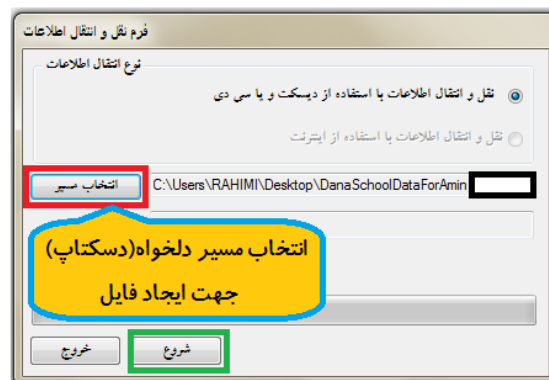 فرم نقل و انتقال اطلاعات
نوع انتقال اطلاعات
نقل و انتقال اطلاعات با استفاده از دیسکت و یا سی دی
نقل و انتقال اطلاعات با استفاده از اینترنت
انتخاب مسیر
C:\Users\RAHIMI\Desktop\DanaSchoolDataForAmin
انتخاب مسیر دلخواه(دسکتاپ)
جهت ایجاد فایل
شروع
خروج